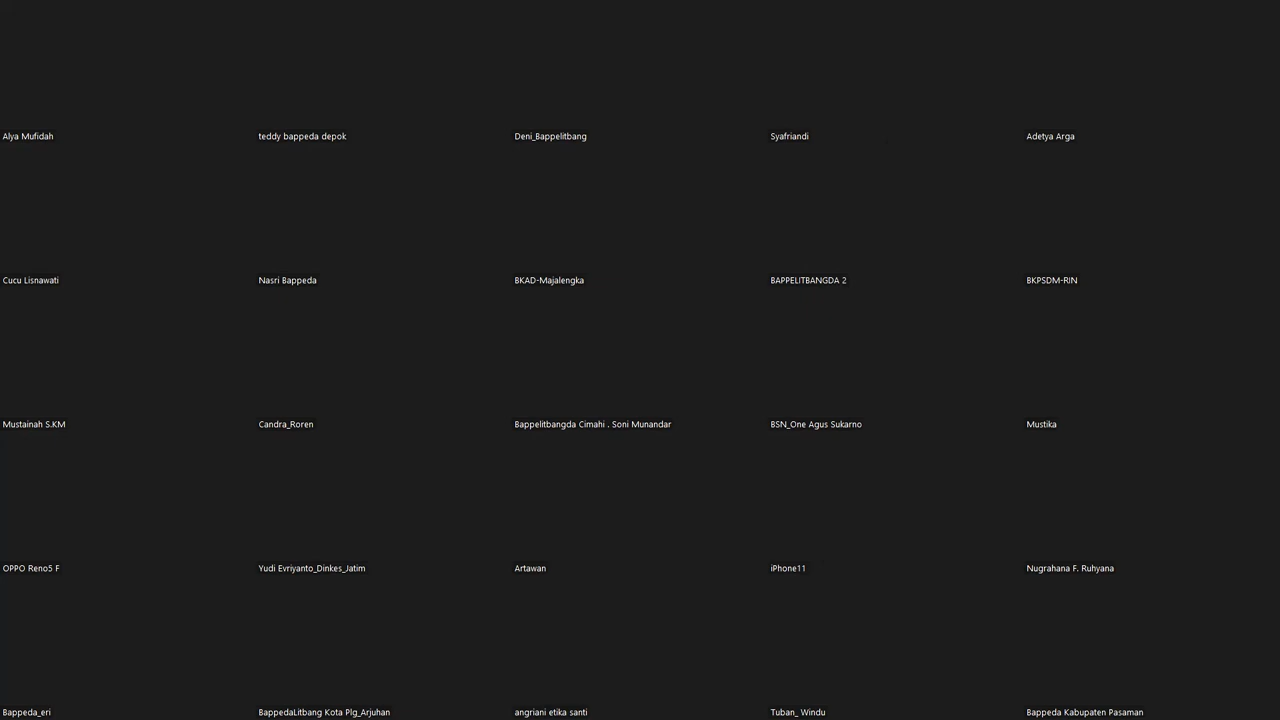 Alya Mufidah
teddy bappeda depok
Deni_Bappelitbang
Syafriandi
Adetya Arga
Cucu Lisnawati
Nasri Bappeda
BKAD-Majalengka
BAPPELITBANGDA 2
BKPSDM-RIN
Mustainah S.KM
Candra_Roren
Bappelitbangda Cimahi . Soni Munandar
BSN_One Agus Sukarno
Mustika
OPPO Reno5 F
Yudi Evriyanto_Dinkes_Jatim
Artawan
iPhone11
Nugrahana F. Ruhyana
Bappeda_eri
BappedaLitbang Kota Plg_Arjuhan
angriani etika santi
Tuban_ Windu
Bappeda Kabupaten Pasaman